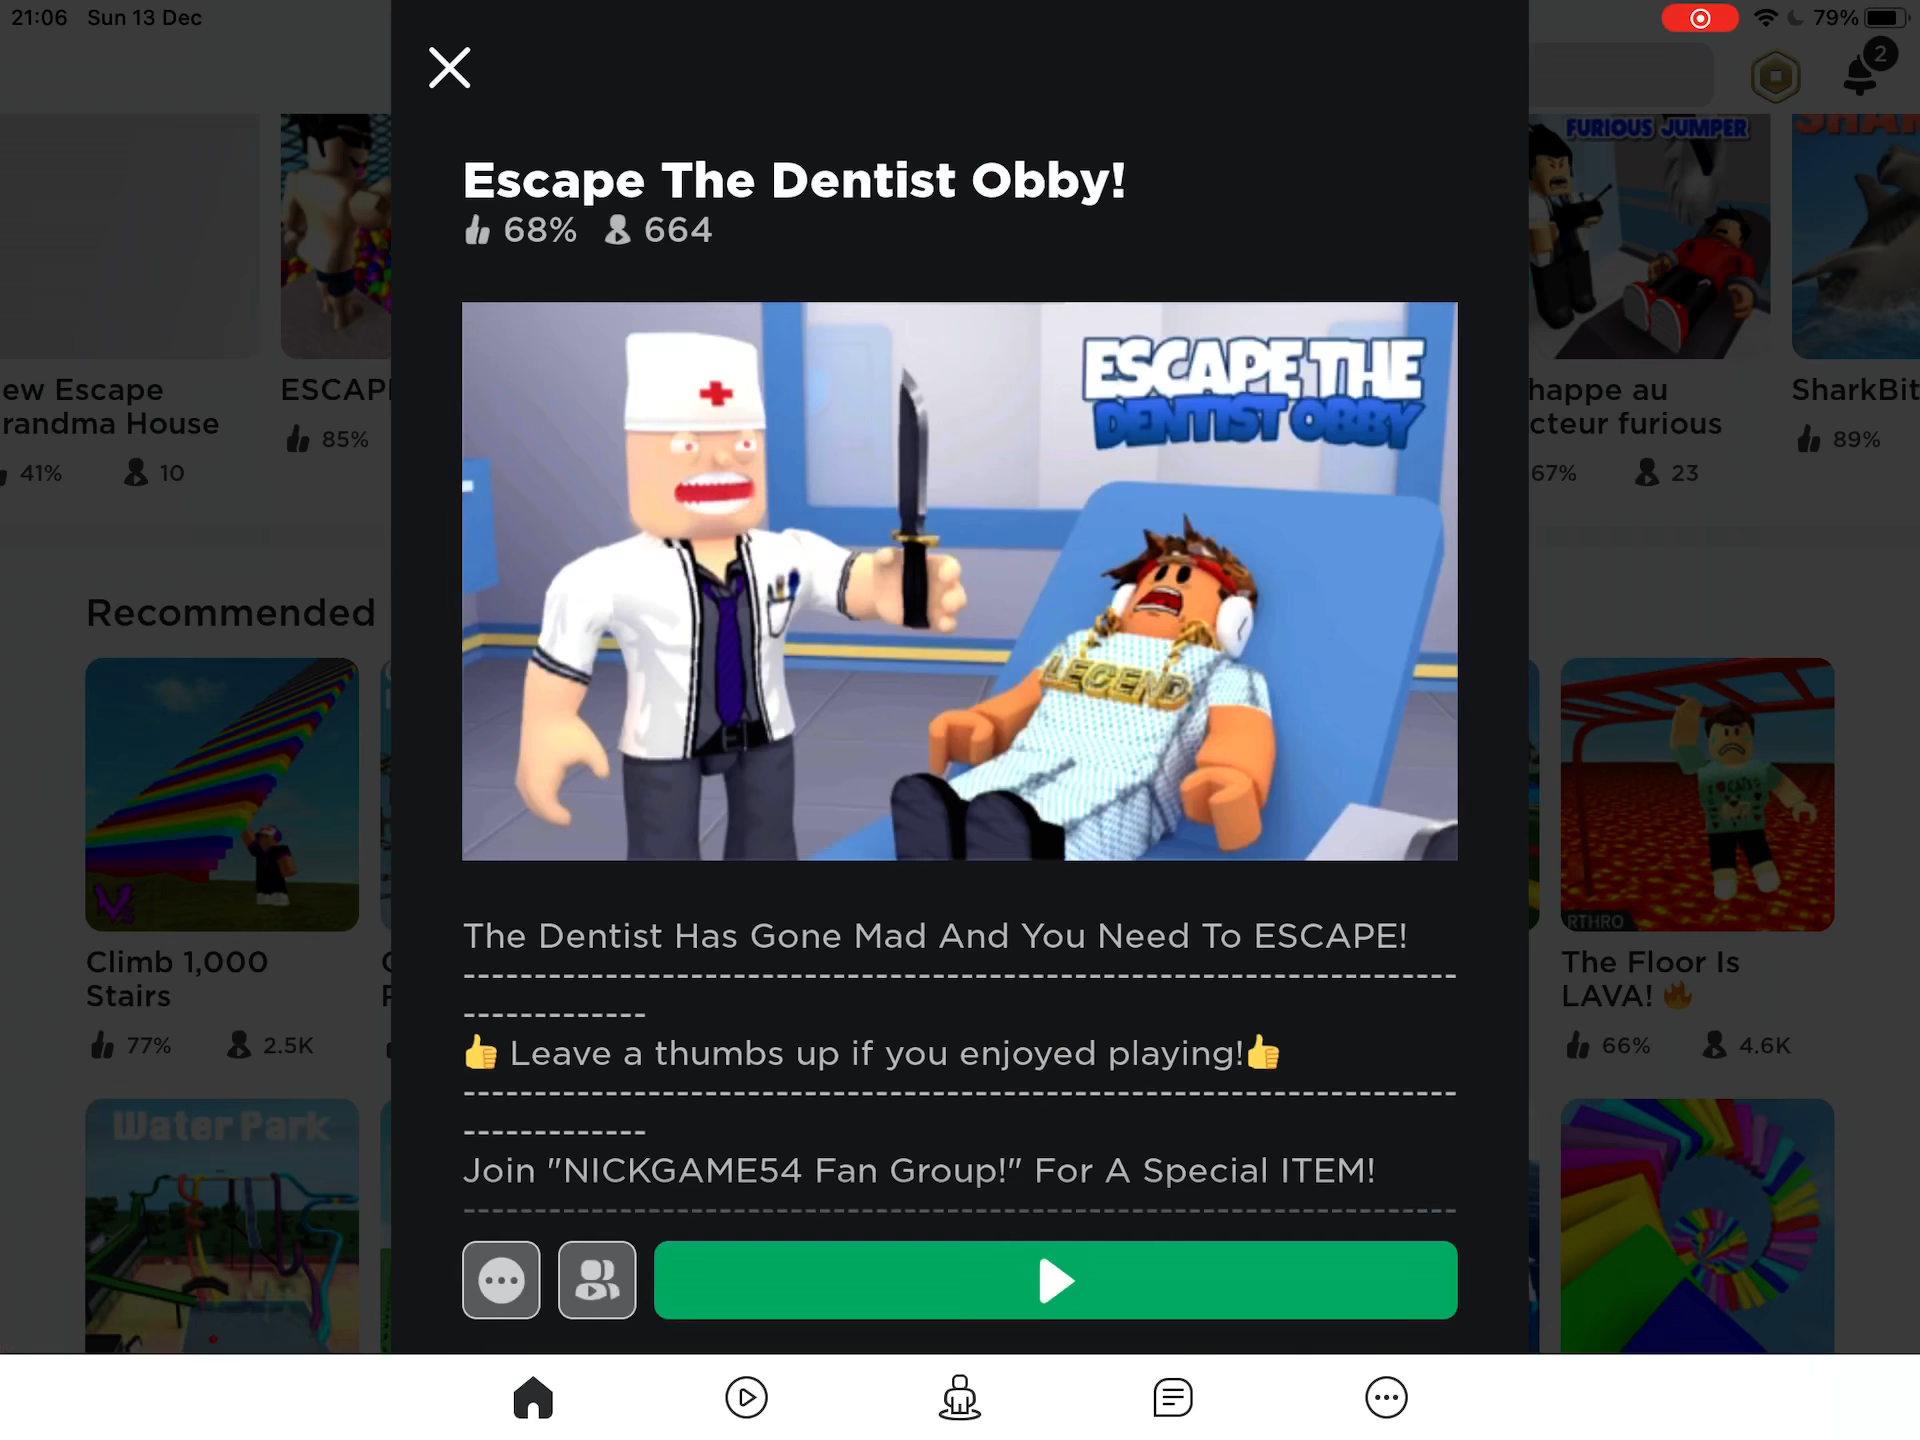 21:06 Sun 13 Dec
79%
2
Escape The Dentist Obby!
68% 664
ESCAPE THE
DENTIST OBBY
LEGEND
The Dentist Has Gone Mad And You Need To ESCAPE!
----------------------------------------------------------------------
-------------
👍 Leave a thumbs up if you enjoyed playing!👍
----------------------------------------------------------------------
-------------
Join "NICKGAME54 Fan Group!" For A Special ITEM!
----------------------------------------------------------------------
ew Escape
randma House
41% 10
ESCAP
85%
FURIOUS JUMPER
happe au
cteur furious
67% 23
SHAR
SharkBit
89%
Recommended
Climb 1,000
Stairs
77% 2.5K
RTHRO
The Floor Is
LAVA! 🔥
66% 4.6K
Water Park